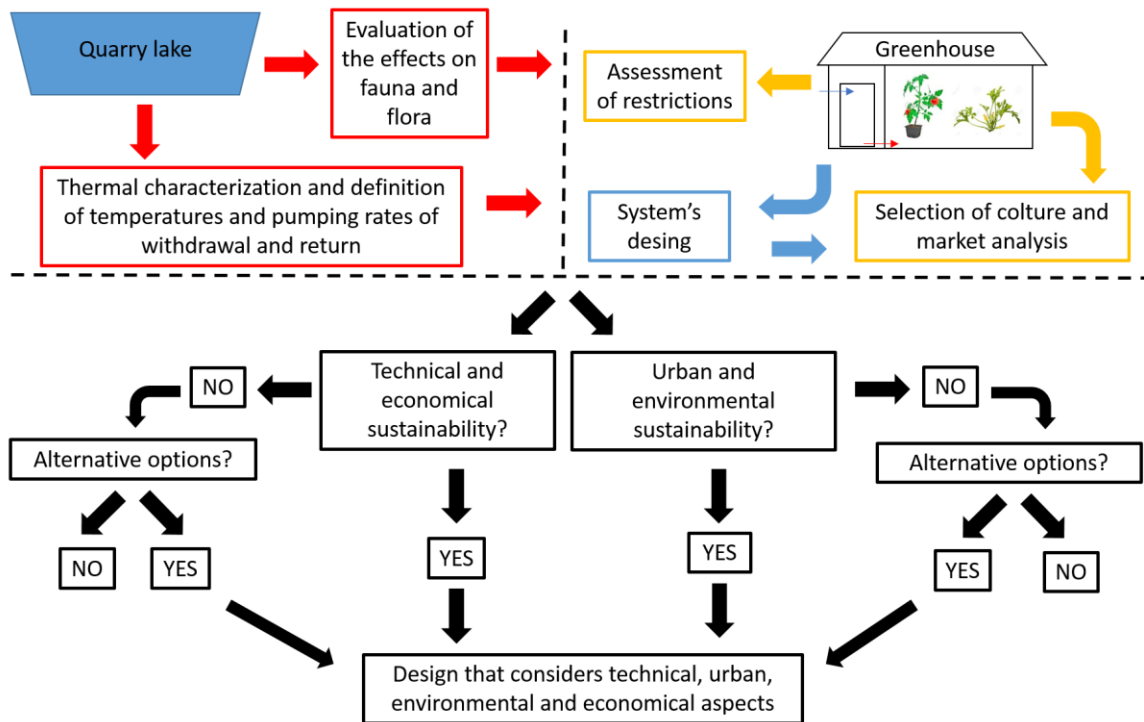 Quarry lake
Evaluation of
the effects on
fauna and
flora
Assessment
of restrictions
Greenhouse
Thermal characterization and definition
of temperatures and pumping rates of
withdrawal and return
System's
desing
Selection of colture and
market analysis
NO
Technical and
economical
sustainability?
Urban and
environmental
sustainability?
NO
Alternative options?
Alternative options?
NO
YES
YES
YES
YES
NO
Design that considers technical, urban,
environmental and economical aspects